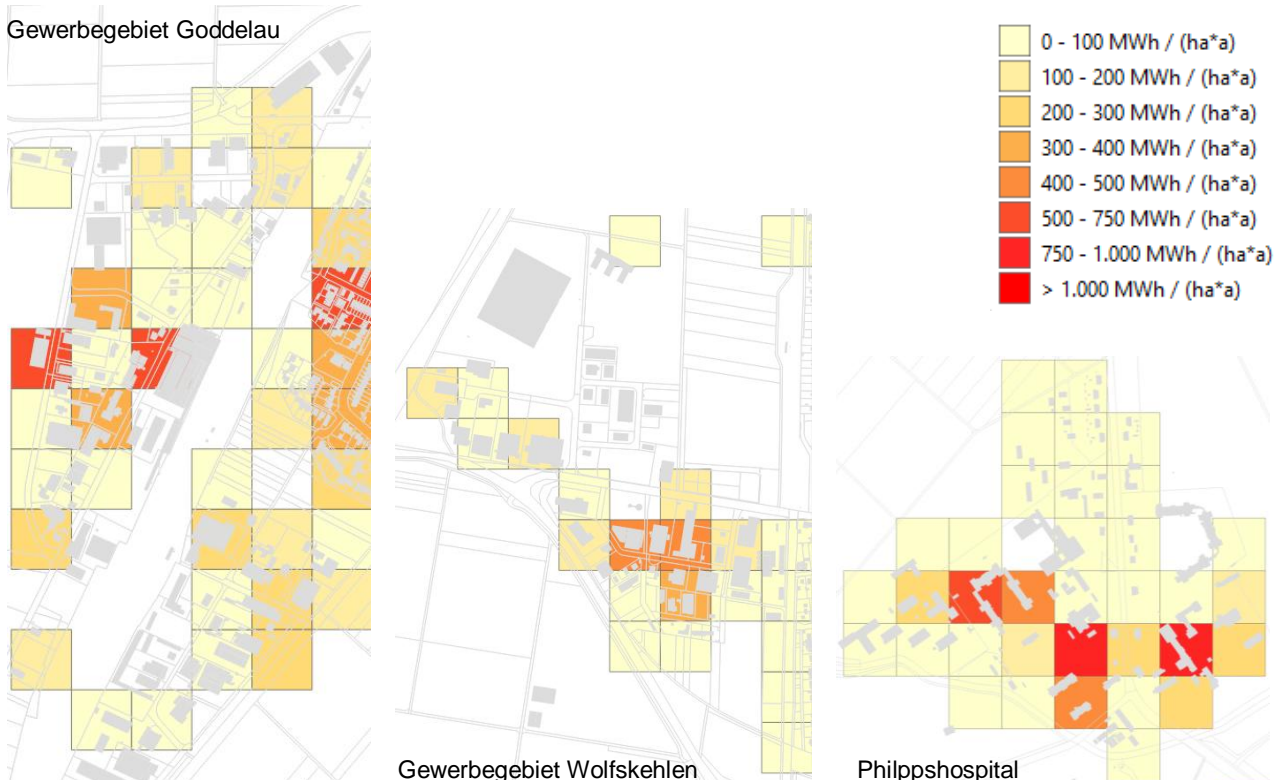 Gewerbegebiet Goddelau
0 - 100 MWh / (ha*a)
100 - 200 MWh / (ha*a)
200 - 300 MWh / (ha*a)
300 - 400 MWh / (ha*a)
400 - 500 MWh / (ha*a)
500 - 750 MWh / (ha*a)
750 - 1.000 MWh / (ha*a)
> 1.000 MWh / (ha*a)
Gewerbegebiet Wolfskehlen
Philppshospital